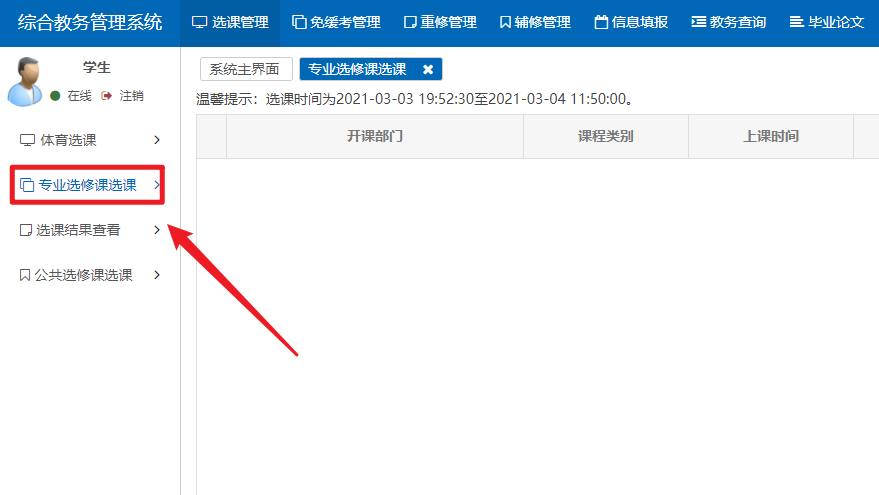 综合教务管理系统
选课管理 免缓考管理 重修管理 辅修管理 信息填报 教务查询 毕业论文
学生
在线 注销
体育选课
专业选修课选课
选课结果查看
公共选修课选课
系统主界面 专业选修课选课
温馨提示：选课时间为2021-03-03 19:52:30至2021-03-04 11:50:00。
开课部门 课程类别 上课时间